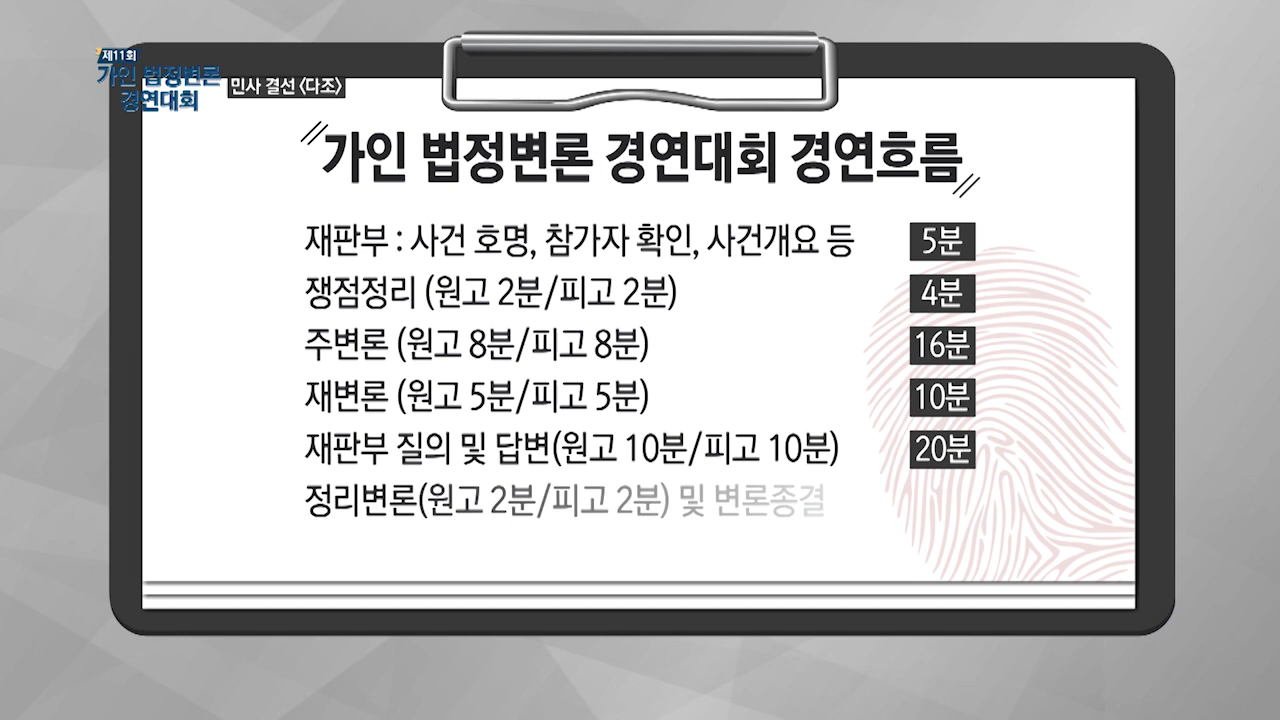 제11회
가인 법정변론
경연대회
민사 결선 <다조>
"가인 법정변론 경연대회 경연흐름"
재판부 : 사건 호명, 참가자 확인, 사건개요 등 5분
쟁점정리 (원고 2분/피고 2분) 4분
주변론 (원고 8분/피고 8분) 16분
재변론 (원고 5분/피고 5분) 10분
재판부 질의 및 답변(원고 10분/피고 10분) 20분
정리변론(원고 2분/피고 2분) 및 변론종결